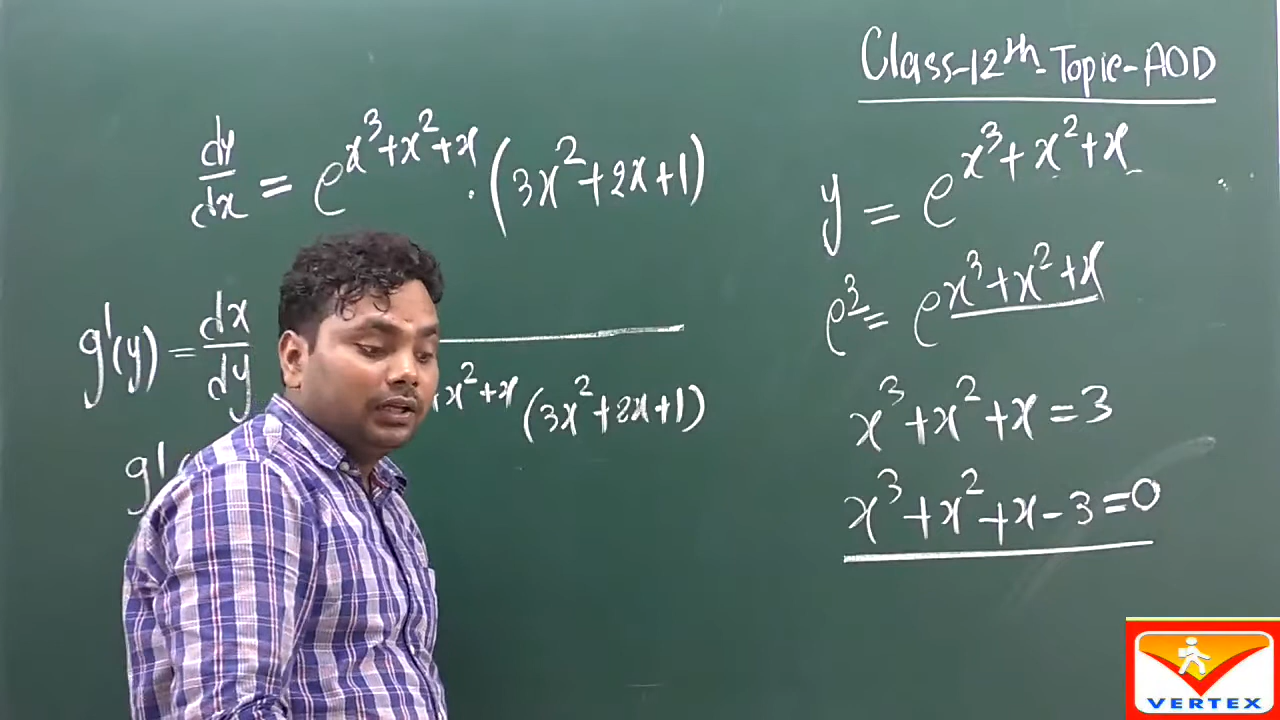 Class-12th-Topic-AOD
dy/dx = e^(x³+x²+x) · (3x²+2x+1)
g'(y) = dx/dy
x²+x (3x²+2x+1)
g'(
y = e^(x³+x²+x)
e³ = e^(x³+x²+x)
x³+x²+x=3
x³+x²+x-3=0
VERTEX